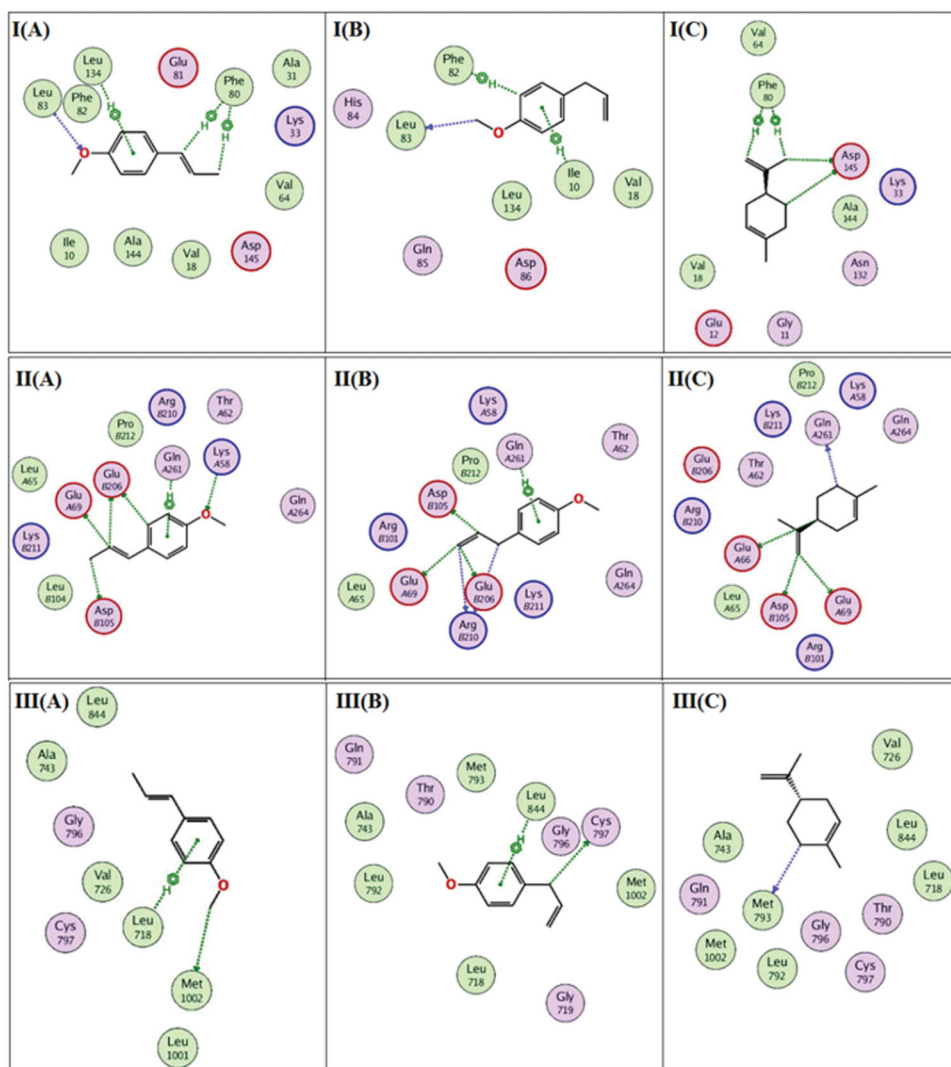 I(A)
Leu
134
Glu
81
Ala
31
Phe
80
Leu
83
Phe
82
H
H
H
Lys
33
O
Val
64
Ile
10
Ala
144
Val
18
Asp
145
I(B)
Phe
82
H
His
84
Leu
83
O
H
Ile
10
Val
18
Leu
134
Gln
85
Asp
86
I(C)
Val
64
Phe
80
H
H
Asp
145
Lys
33
Ala
144
Asn
132
Val
18
Glu
12
Gly
11
II(A)
Arg
B210
Thr
A62
Pro
B212
Gln
A261
Lys
A58
Leu
A65
Glu
B206
Glu
A69
H
O
Gln
A264
Lys
B211
Leu
B104
Asp
B105
II(B)
Lys
A58
Gln
A261
Thr
A62
Pro
B212
H
Asp
B105
O
Arg
B101
Leu
A65
Glu
A69
Glu
B206
Lys
B211
Gln
A264
Arg
B210
II(C)
Pro
B212
Lys
A58
Lys
B211
Gln
A261
Gln
A264
Glu
B206
Thr
A62
Arg
B210
Glu
A66
Leu
A65
Asp
B105
Glu
A69
Arg
B101
III(A)
Leu
844
Ala
743
Gly
796
Val
726
O
H
Cys
797
Leu
718
Met
1002
Leu
1001
III(B)
Gln
791
Thr
790
Met
793
Leu
844
Ala
743
Gly
796
Cys
797
H
Leu
792
O
Met
1002
Leu
718
Gly
719
III(C)
Val
726
Ala
743
Leu
844
Leu
718
Gln
791
Met
793
Thr
790
Met
1002
Leu
792
Gly
796
Cys
797